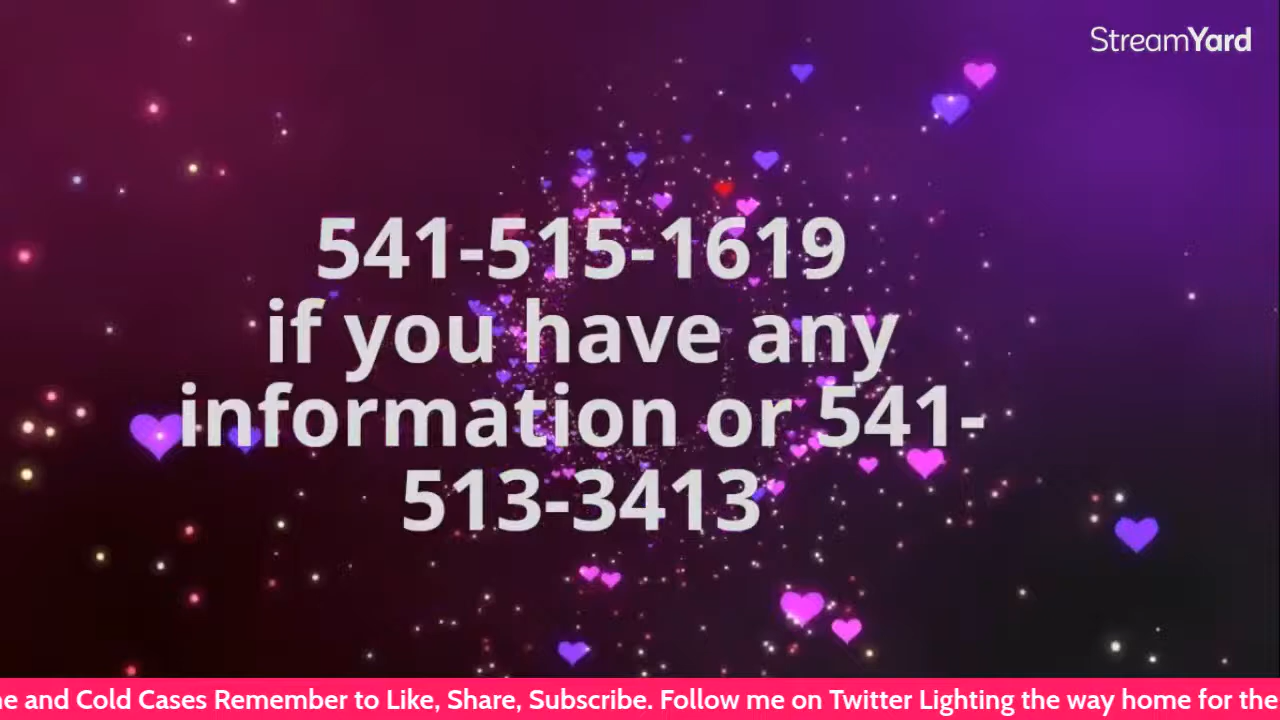 StreamYard
541-515-1619
if you have any
information or 541-
513-3413
and Cold Cases Remember to Like, Share, Subscribe. Follow me on Twitter Lighting the way home for the